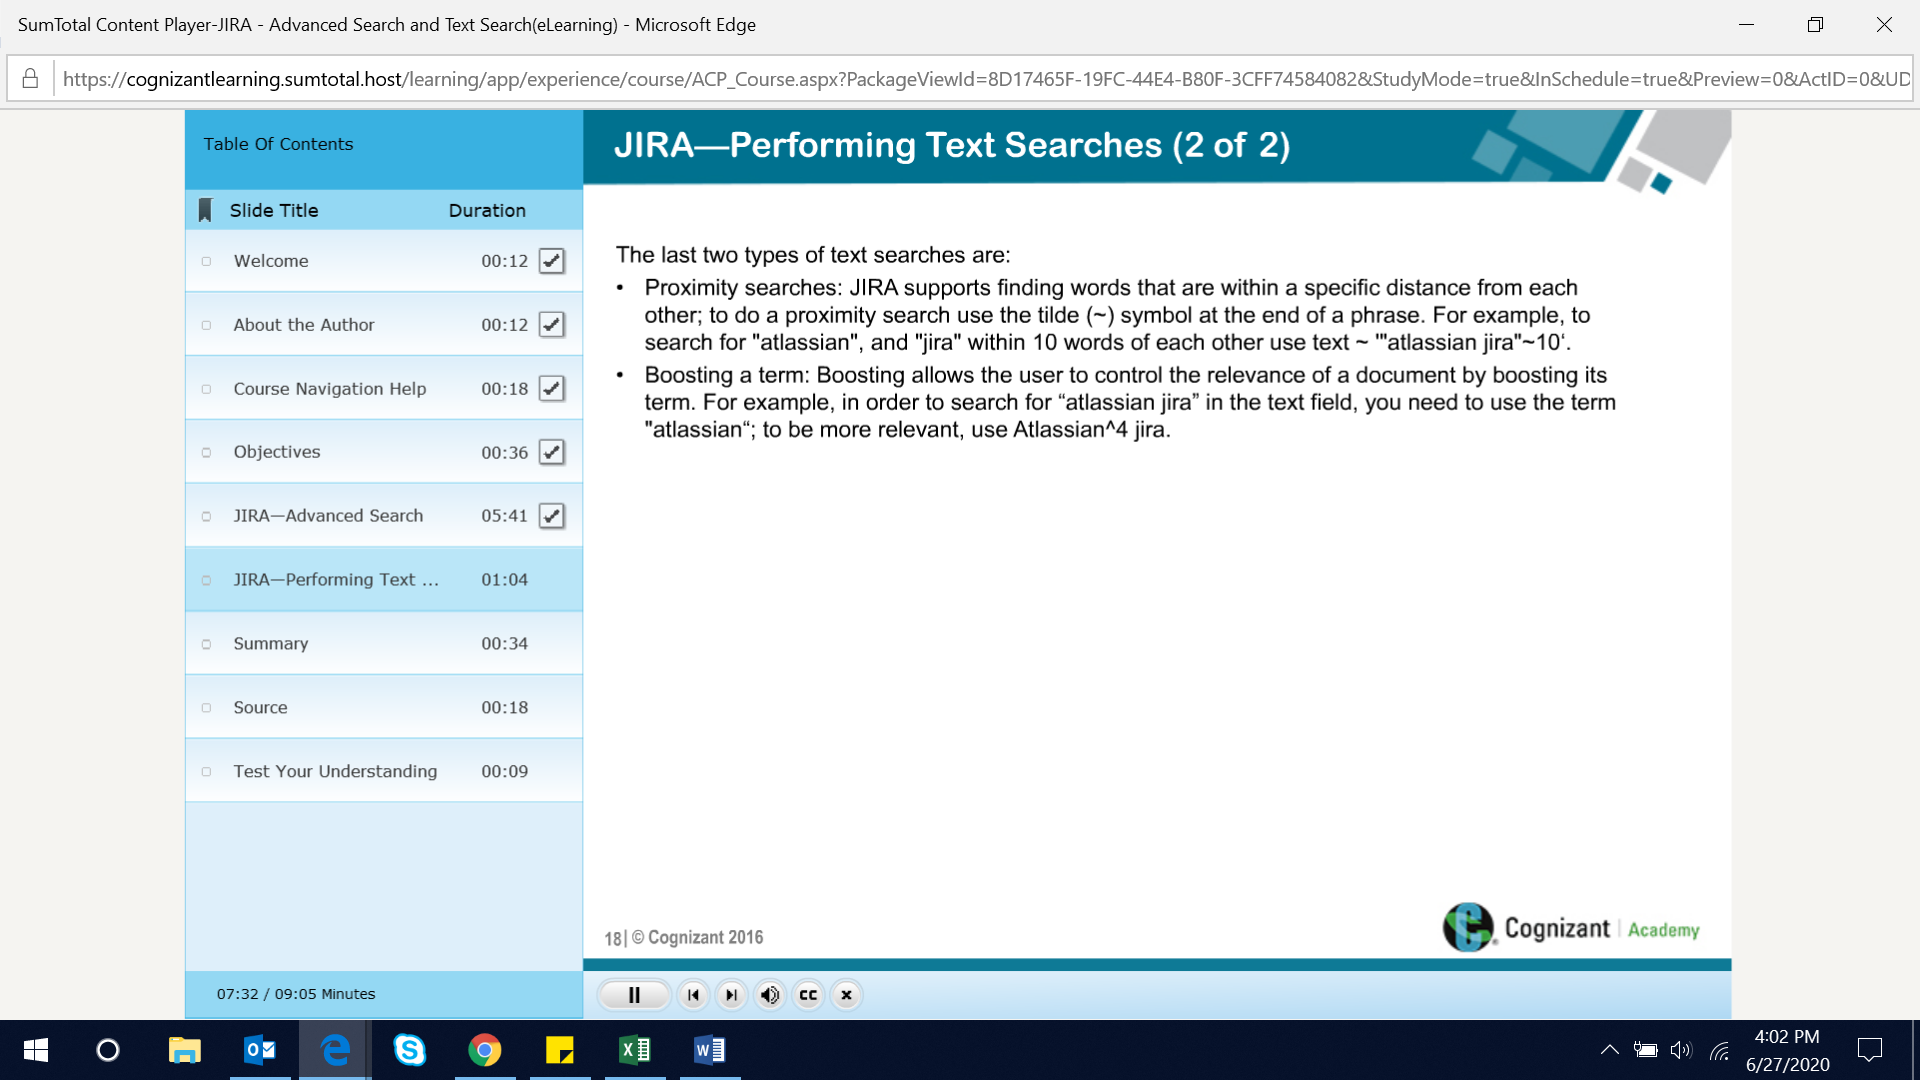 SumTotal Content Player-JIRA - Advanced Search and Text Search(eLearning) - Microsoft Edge
https://cognizantlearning.sumtotal.host/learning/app/experience/course/ACP_Course.aspx?PackageViewId=8D17465F-19FC-44E4-B80F-3CFF74584082&StudyMode=true&InSchedule=true&Preview=0&ActID=0&UD
Table Of Contents
Slide Title Duration
Welcome 00:12
About the Author 00:12
Course Navigation Help 00:18
Objectives 00:36
JIRA—Advanced Search 05:41
JIRA—Performing Text ... 01:04
Summary 00:34
Source 00:18
Test Your Understanding 00:09
07:32 / 09:05 Minutes
JIRA—Performing Text Searches (2 of 2)
The last two types of text searches are:
• Proximity searches: JIRA supports finding words that are within a specific distance from each
other; to do a proximity search use the tilde (~) symbol at the end of a phrase. For example, to
search for "atlassian", and "jira" within 10 words of each other use text ~ '"atlassian jira"~10‘.
• Boosting a term: Boosting allows the user to control the relevance of a document by boosting its
term. For example, in order to search for “atlassian jira” in the text field, you need to use the term
"atlassian“; to be more relevant, use Atlassian^4 jira.
18| © Cognizant 2016
Cognizant | Academy
CC
4:02 PM
6/27/2020